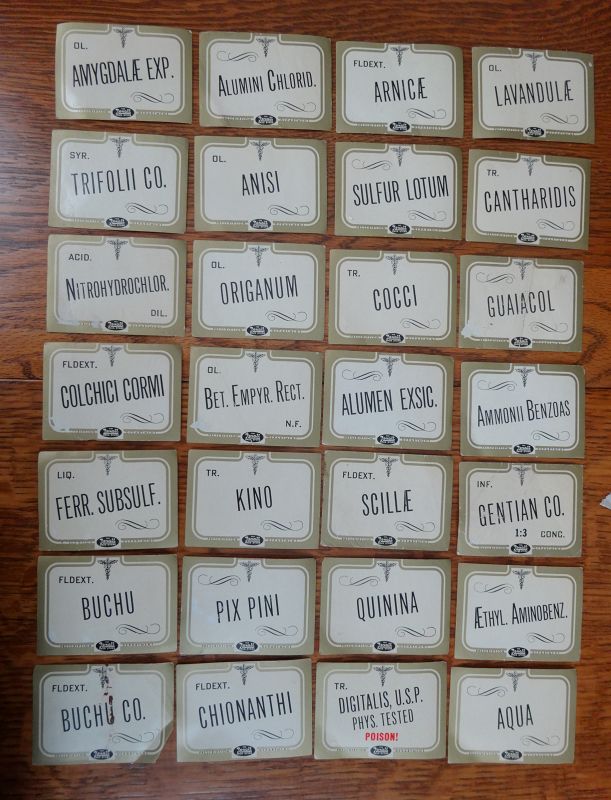 OL.
AMYGDALÆ EXP.
ALUMINI CHLORID.
FLDEXT.
ARNICÆ
OL.
LAVANDULÆ
SYR.
TRIFOLII CO.
OL.
ANISI
SULFUR LOTUM
TR.
CANTHARIDIS
ACID.
NITROHYDROCHLOR.
DIL.
OL.
ORIGANUM
TR.
COCCI
GUAIACOL
FLDEXT.
COLCHICI CORMI
OL.
BET. EMPYR. RECT.
N.F.
ALUMEN EXSIC.
AMMONII BENZOAS
LIQ.
FERR. SUBSULF.
TR.
KINO
FLDEXT.
SCILLÆ
INF.
GENTIAN CO.
1:3 CONC.
FLDEXT.
BUCHU
PIX PINI
QUININA
ÆTHYL. AMINOBENZ.
FLDEXT.
BUCHU CO.
FLDEXT.
CHIONANTHI
TR.
DIGITALIS, U.S.P.
PHYS. TESTED
POISON!
AQUA